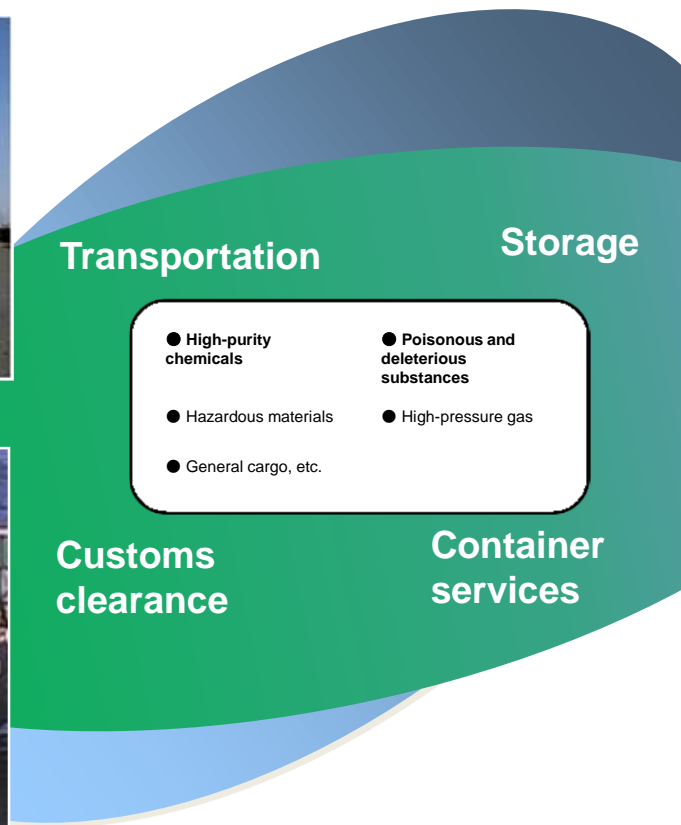 Transportation
Storage
● High-purity
chemicals
● Poisonous and
deleterious
substances
● Hazardous materials
● High-pressure gas
● General cargo, etc.
Customs
clearance
Container
services